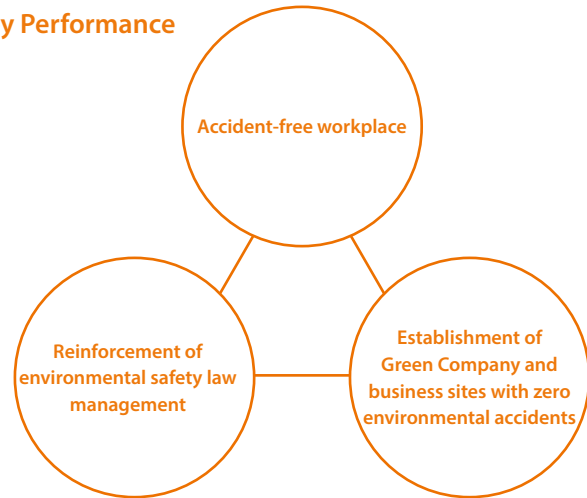 y Performance
Accident-free workplace
Reinforcement of
environmental safety law
management
Establishment of
Green Company and
business sites with zero
environmental accidents